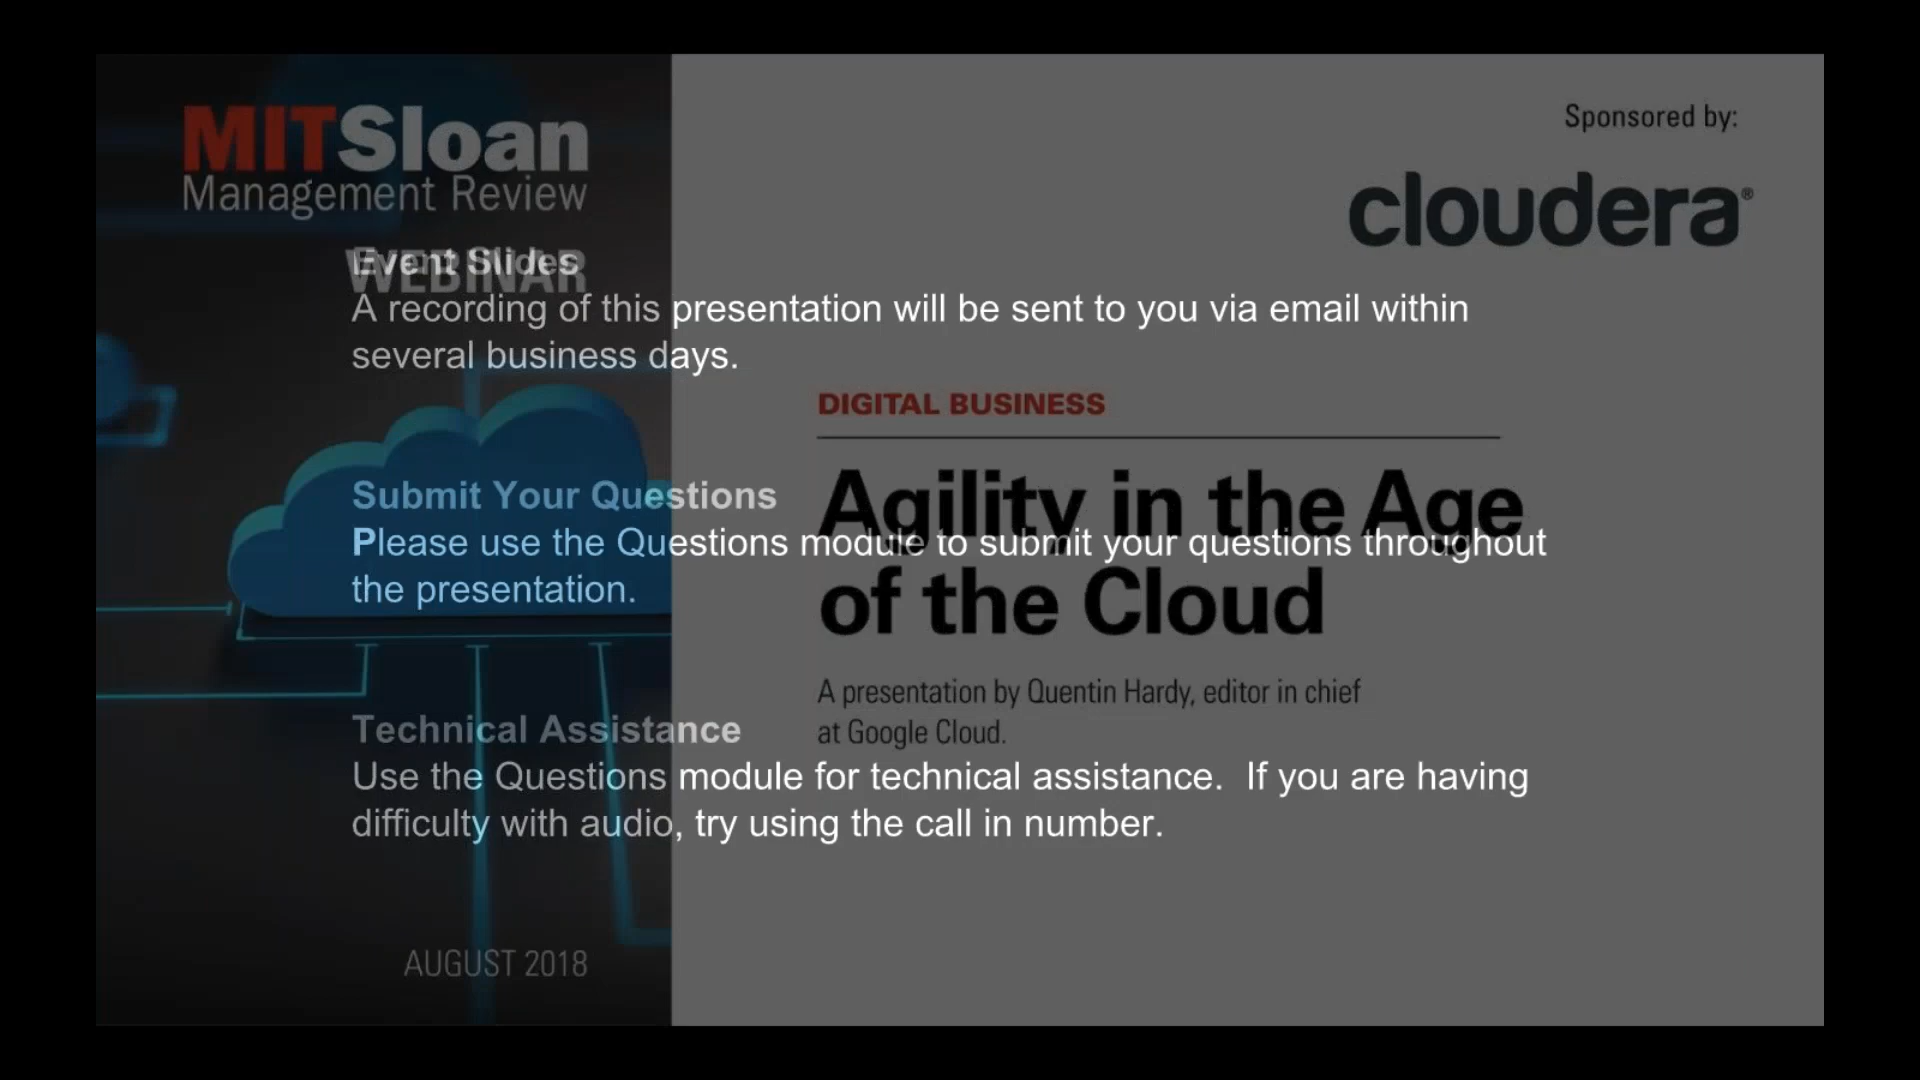 MITSloan
Management Review
WEBINAR
Sponsored by:
cloudera®
Event Slides
A recording of this presentation will be sent to you via email within
several business days.
DIGITAL BUSINESS
Agility in the Age
of the Cloud
A presentation by Quentin Hardy, editor in chief
at Google Cloud.
Submit Your Questions
Please use the Questions module to submit your questions throughout
the presentation.
Technical Assistance
Use the Questions module for technical assistance.  If you are having
difficulty with audio, try using the call in number.
AUGUST 2018